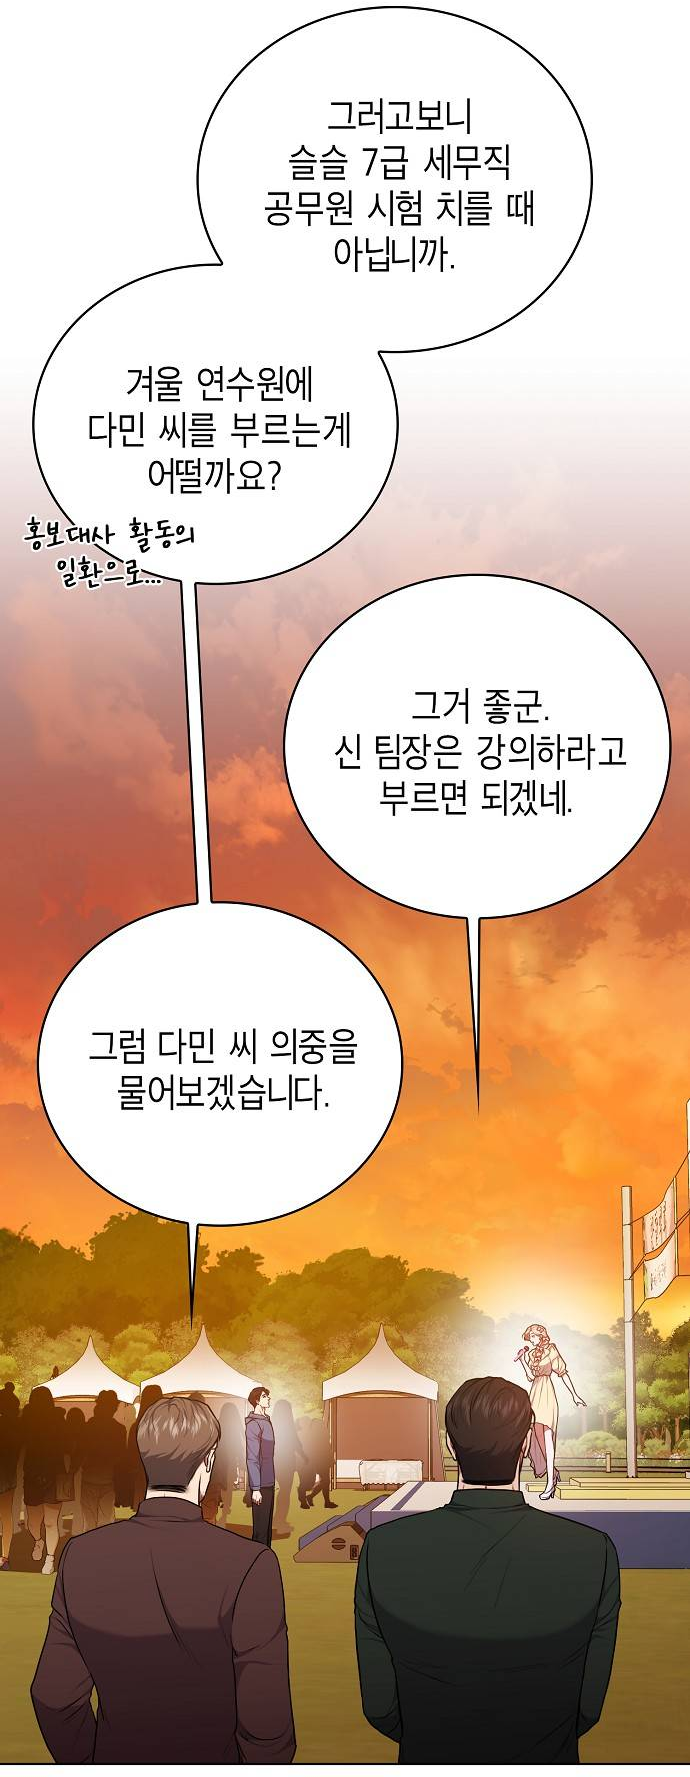 그러고보니
슬슬 7급 세무직
공무원 시험 치를 때
아닙니까.
겨울 연수원에
다민 씨를 부르는게
어떨까요?
홍보대사 활동의
일환으로...
그거 좋군.
신 팀장은 강의하라고
부르면 되겠네.
그럼 다민 씨 의중을
물어보겠습니다.